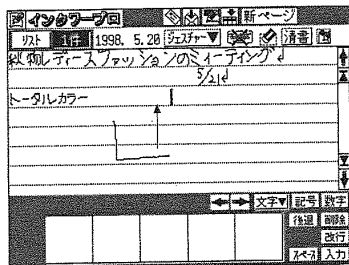 インクワープロ 新ページ
リスト 1件 1998. 5.20 ジェスチャー▼ 清書
秋物レディースファッションのミーティング↲
5/21↲
トータルカラー
← → 文字▼ 記号 数字
後退 削除
改行
スペース 入力